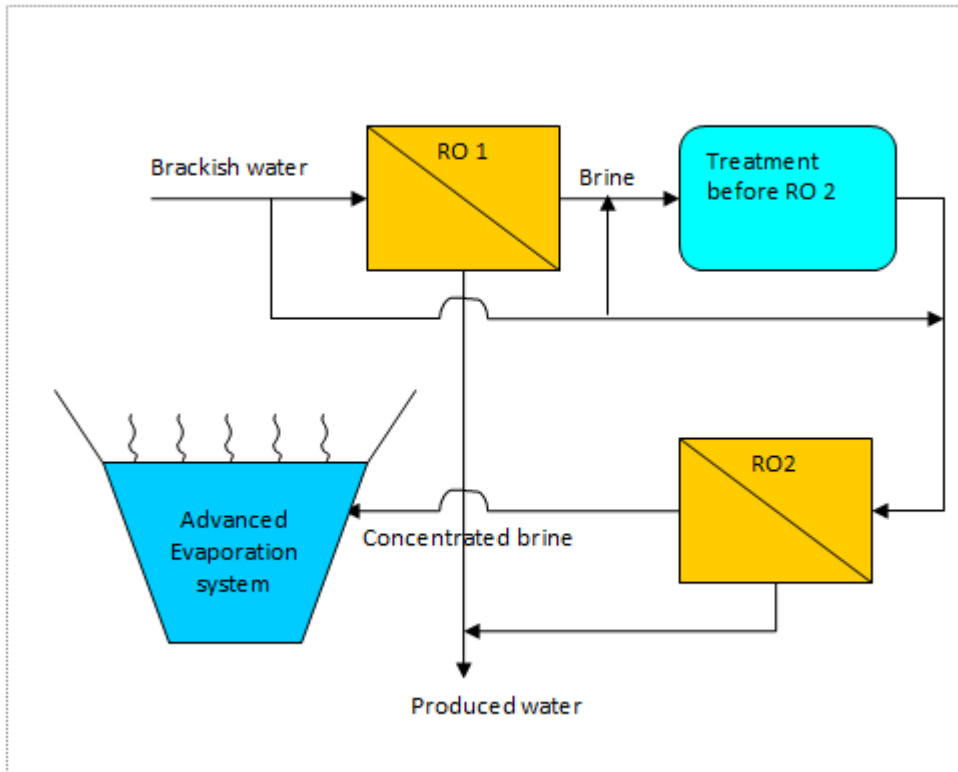 RO 1
Brackish water
Brine
Treatment
before RO 2
RO2
Advanced
Evaporation
system
Concentrated brine
Produced water